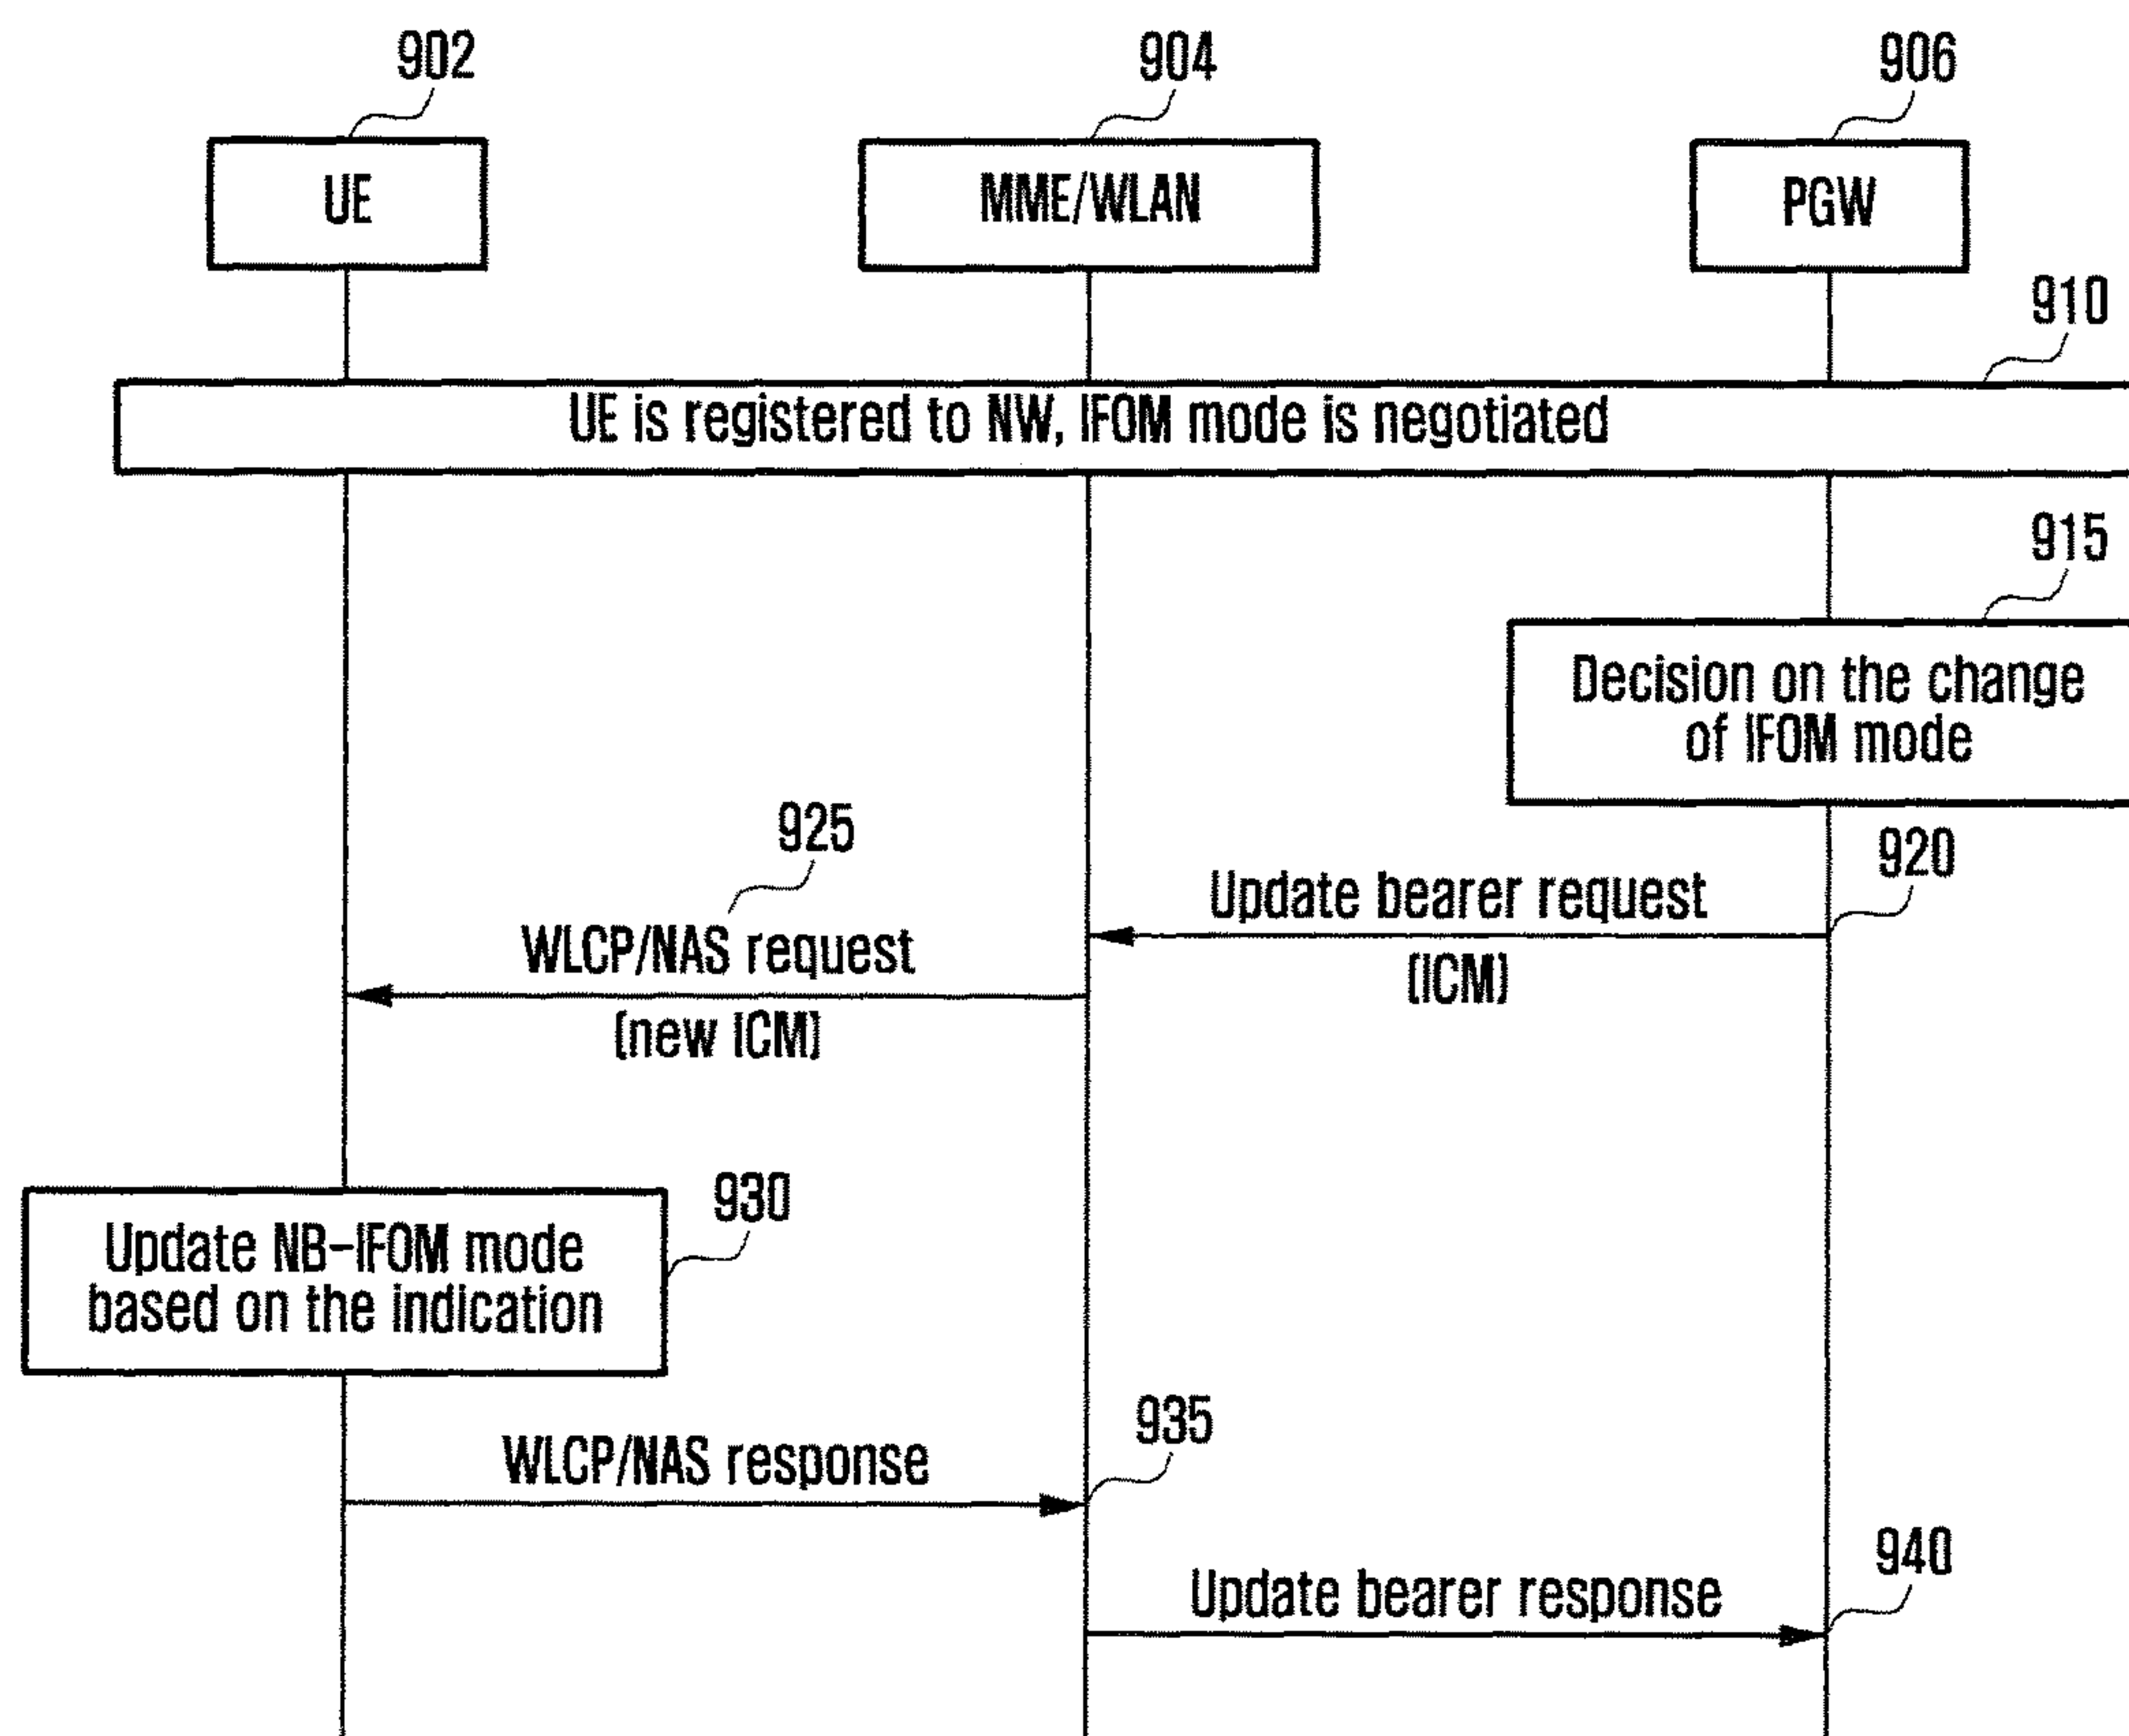 902
904
906
UE
MME/WLAN
PGW
910
UE is registered to NW, IFOM mode is negotiated
915
Decision on the change
of IFOM mode
925
920
Update bearer request
WLCP/NAS request
(ICM)
(new ICM)
930
Update NB-IFOM mode
based on the indication
935
WLCP/NAS response
940
Update bearer response